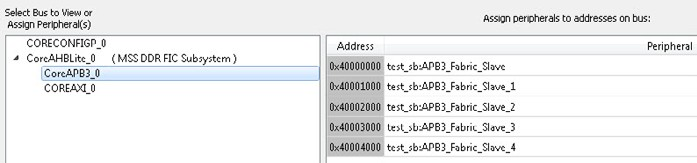 Select Bus to View or
Assign Peripheral(s)
Assign peripherals to addresses on bus:
CORECONFIGP_0
CoreAHBLite_0 ( MSS DDR FIC Subsystem )
CoreAPB3_0
COREAXI_0
Address Peripheral
0x40000000 test_sb:APB3_Fabric_Slave
0x40001000 test_sb:APB3_Fabric_Slave_1
0x40002000 test_sb:APB3_Fabric_Slave_2
0x40003000 test_sb:APB3_Fabric_Slave_3
0x40004000 test_sb:APB3_Fabric_Slave_4